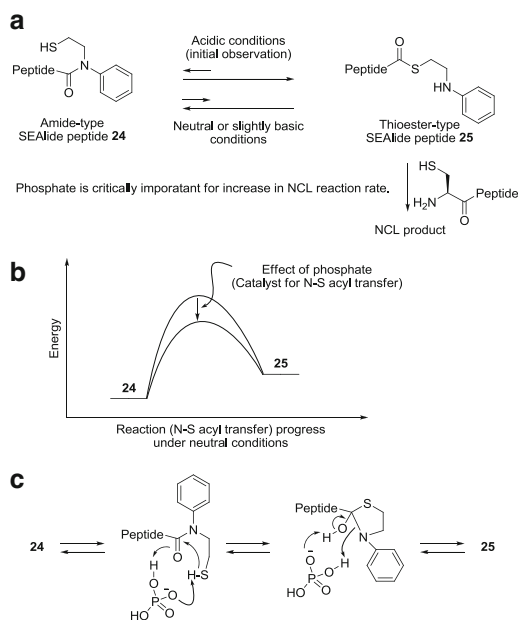 a
HS
Peptide
N
O
Amide-type
SEAlide peptide 24
Acidic conditions
(initial observation)
Neutral or slightly basic
conditions
O
Peptide
S
HN
Thioester-type
SEAlide peptide 25
Phosphate is critically imporatant for increase in NCL reaction rate.
HS
Peptide
H2N
O
NCL product
b
Effect of phosphate
(Catalyst for N-S acyl transfer)
Energy
24
25
Reaction (N-S acyl transfer) progress
under neutral conditions
c
24
Peptide
N
O
H
H-S
O
O
P
HO
O
Peptide
S
HO
N
O
O
H
P
HO
O
25